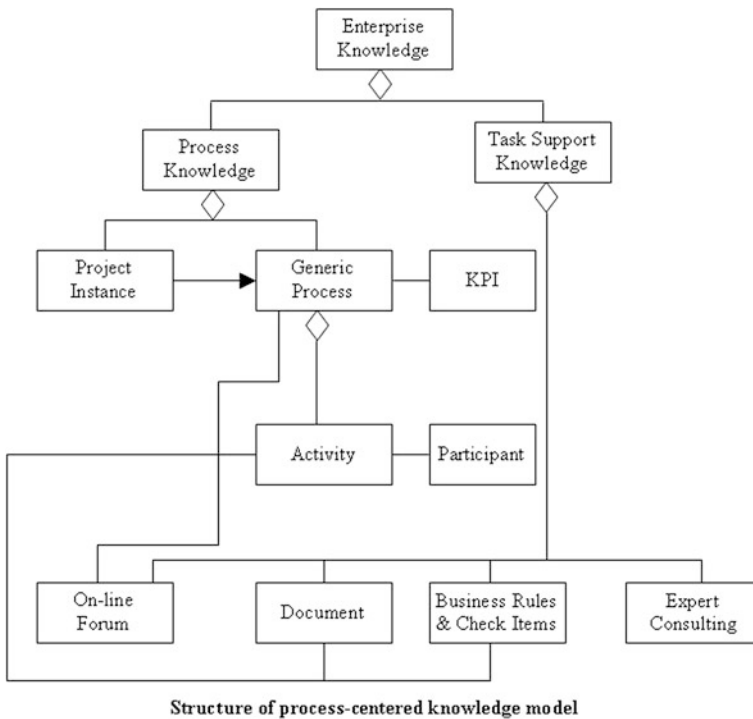 Enterprise
Knowledge
Process
Knowledge
Task Support
Knowledge
Project
Instance
Generic
Process
KPI
Activity
Participant
On-line
Forum
Document
Business Rules
& Check Items
Expert
Consulting
Structure of process-centered knowledge model